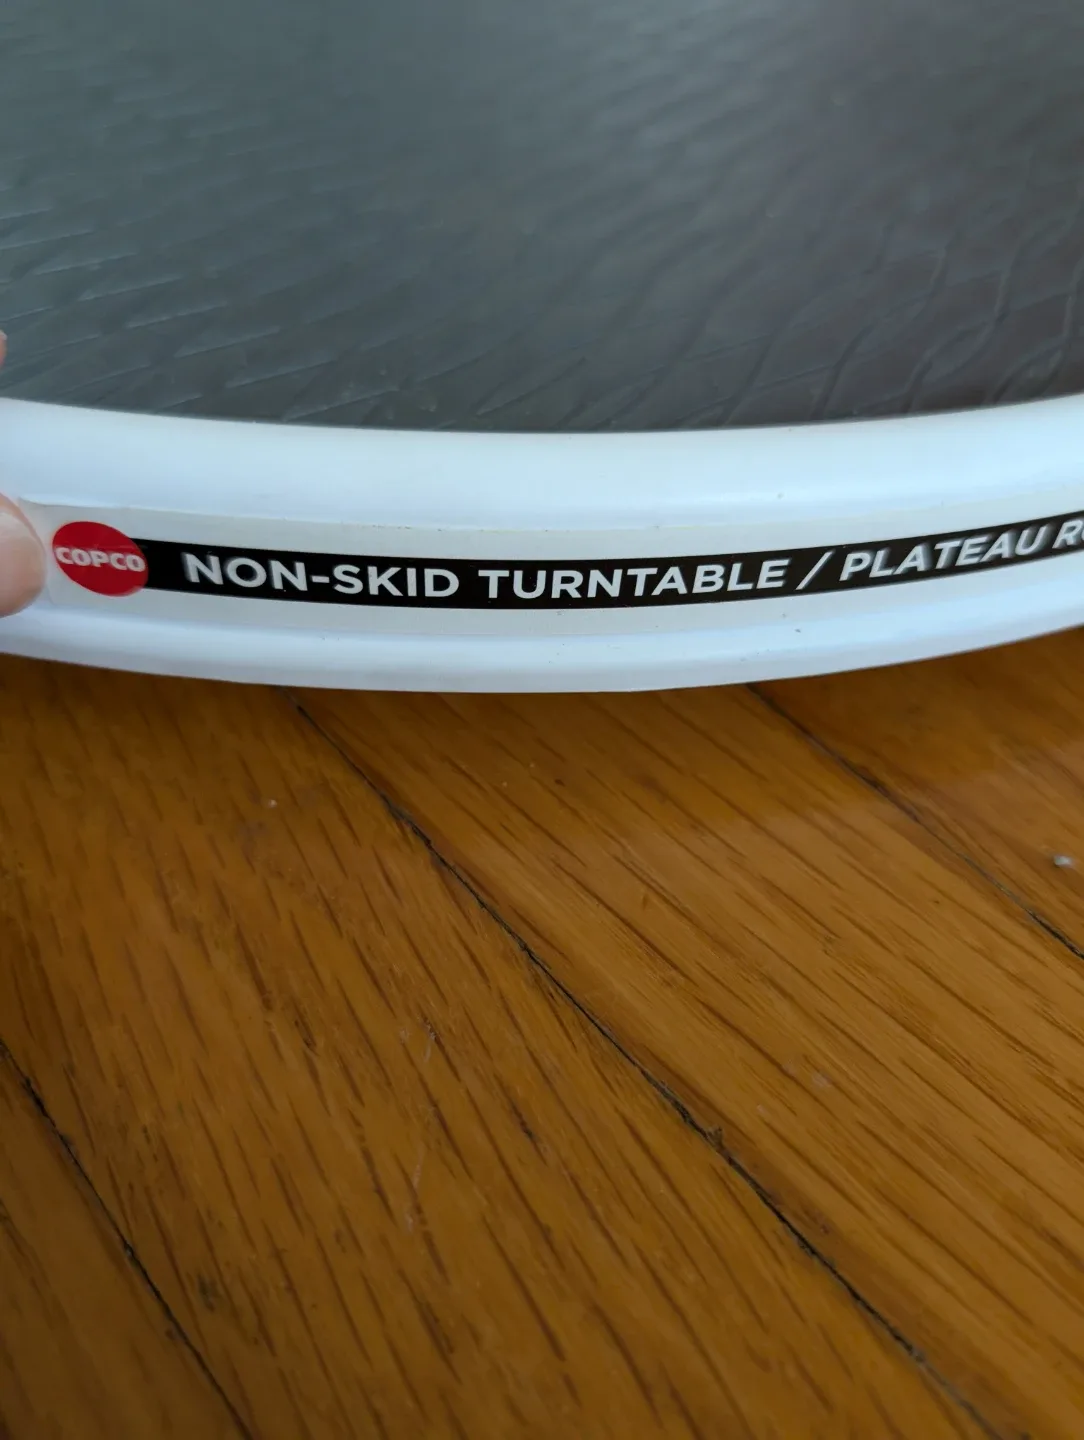 COPCO
NON-SKID TURNTABLE / PLATEAU